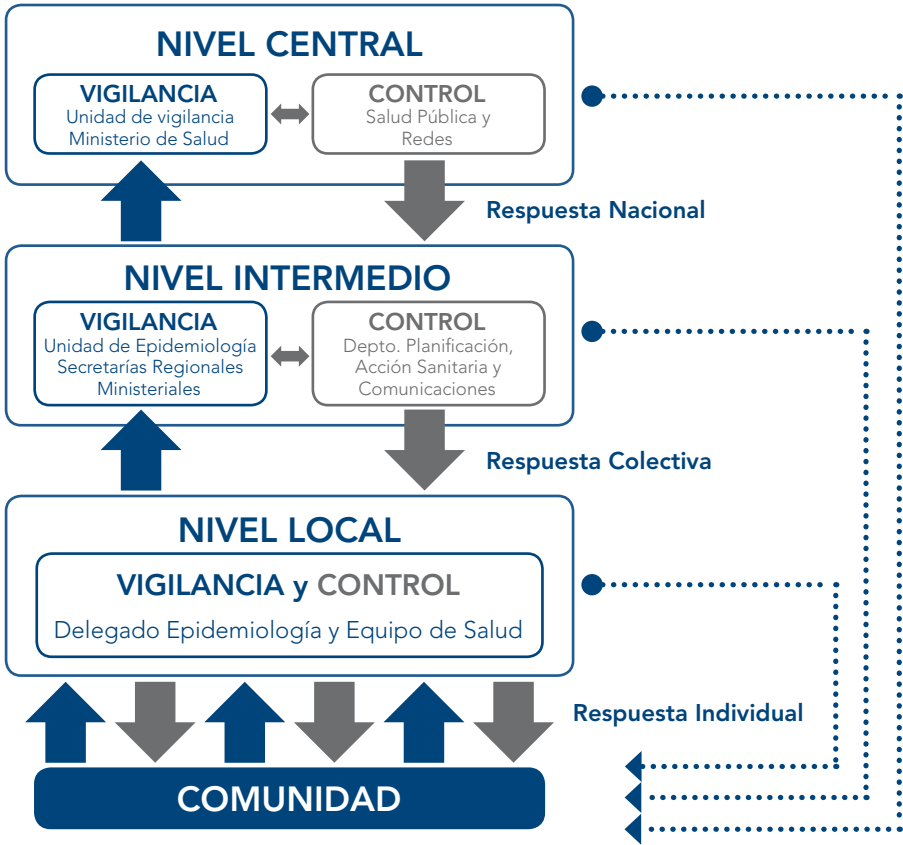 NIVEL CENTRAL
VIGILANCIA
Unidad de vigilancia
Ministerio de Salud
CONTROL
Salud Pública y
Redes
Respuesta Nacional
NIVEL INTERMEDIO
VIGILANCIA
Unidad de Epidemiología
Secretarías Regionales
Ministeriales
CONTROL
Depto. Planificación,
Acción Sanitaria y
Comunicaciones
Respuesta Colectiva
NIVEL LOCAL
VIGILANCIA y CONTROL
Delegado Epidemiología y Equipo de Salud
Respuesta Individual
COMUNIDAD